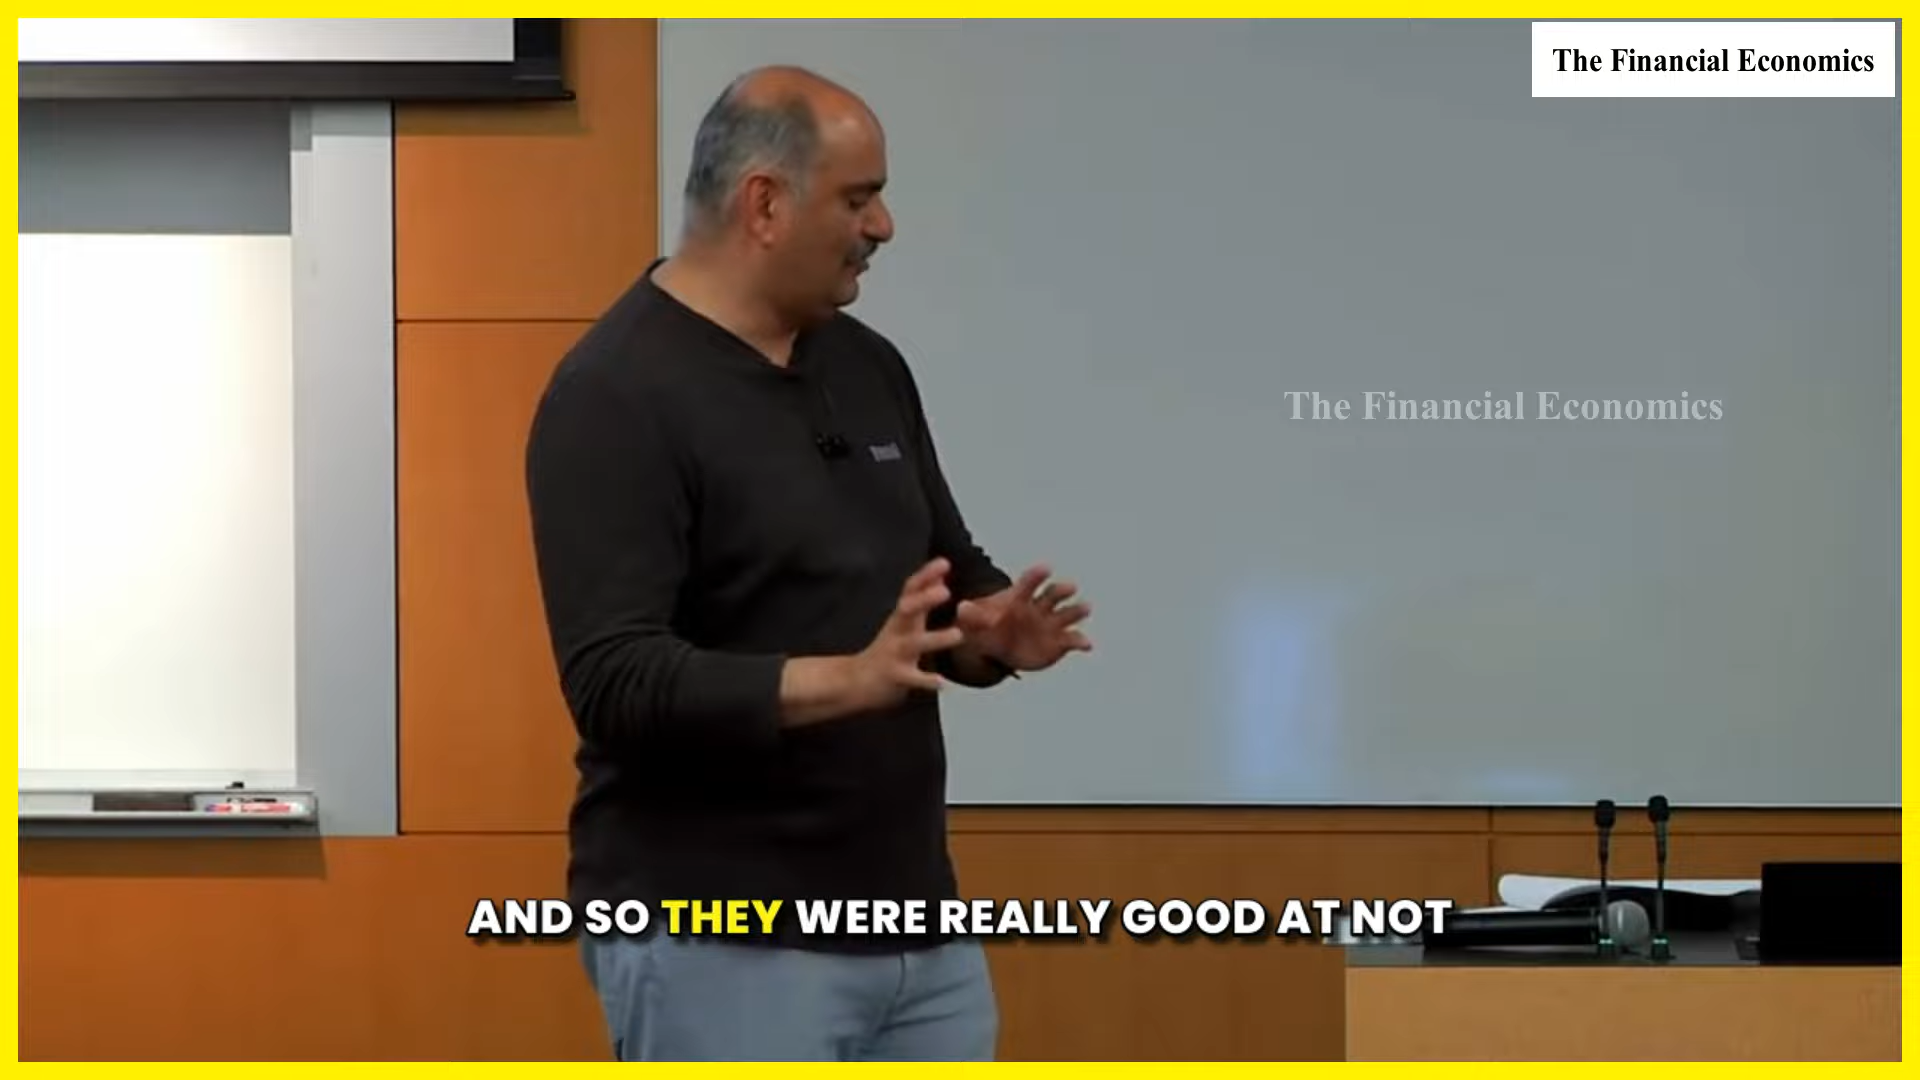 The Financial Economics
The Financial Economics
AND SO THEY WERE REALLY GOOD AT NOT